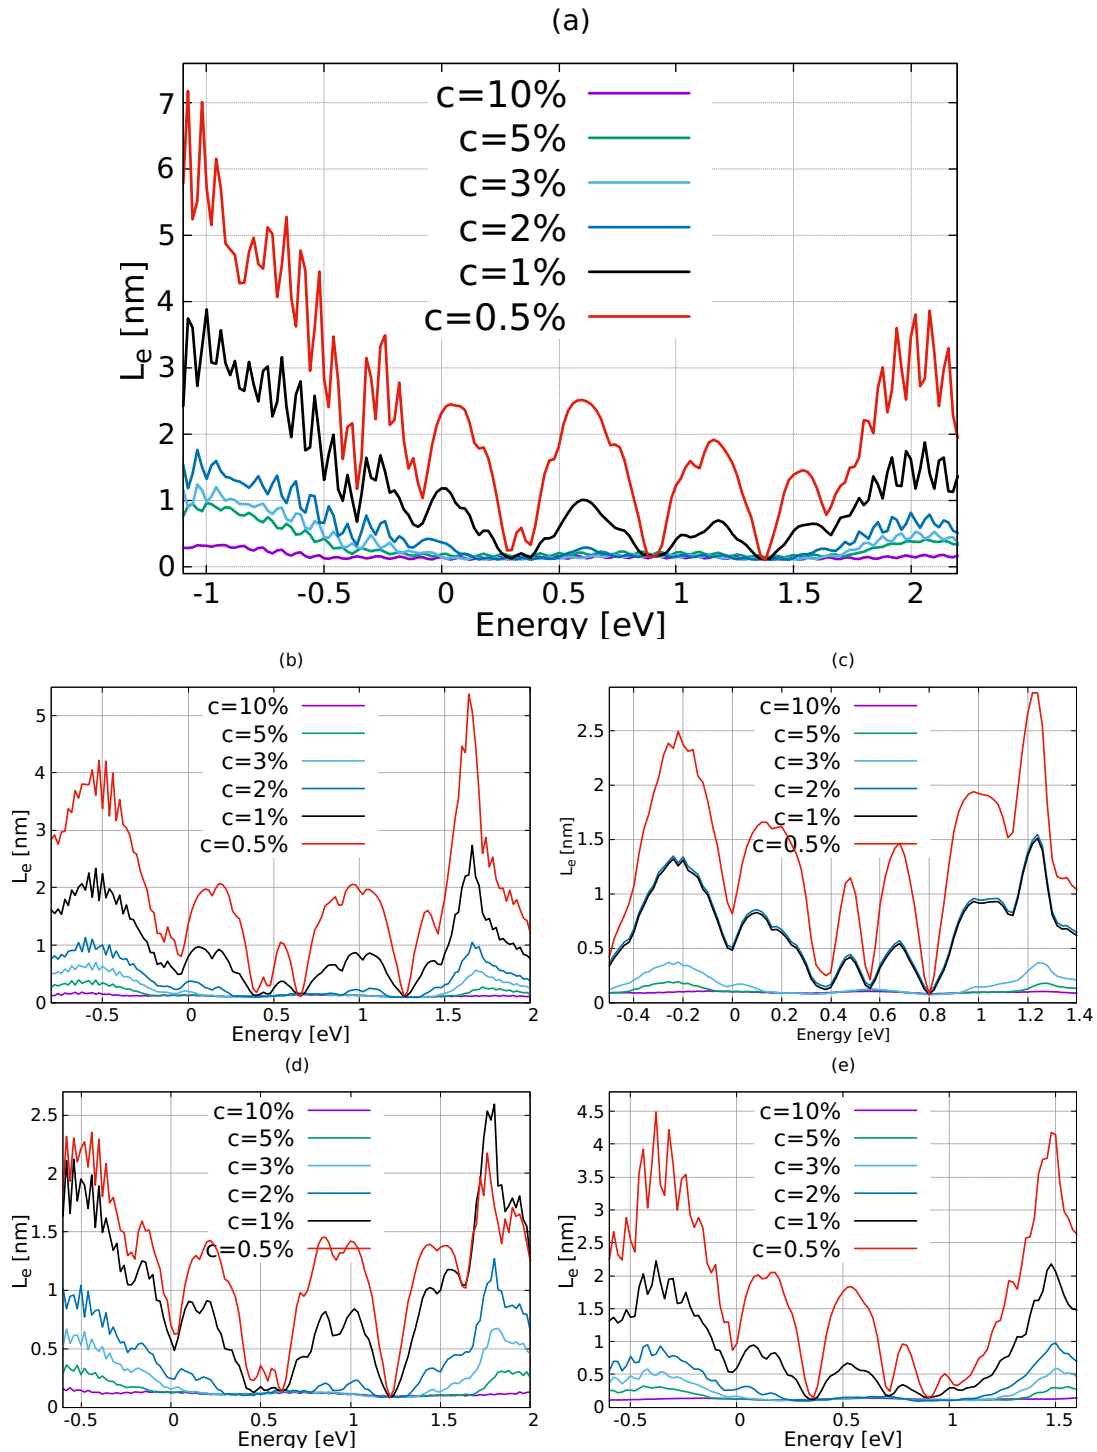 (a)
L_e [nm]
7
6
5
4
3
2
1
0
c=10%
c=5%
c=3%
c=2%
c=1%
c=0.5%
-1 -0.5 0 0.5 1 1.5 2
Energy [eV]
(b)
L_e [nm]
5
4
3
2
1
0
c=10%
c=5%
c=3%
c=2%
c=1%
c=0.5%
-0.5 0 0.5 1 1.5 2
Energy [eV]
(c)
L_e [nm]
2.5
2
1.5
1
0.5
0
c=10%
c=5%
c=3%
c=2%
c=1%
c=0.5%
-0.4 -0.2 0 0.2 0.4 0.6 0.8 1 1.2 1.4
Energy [eV]
(d)
L_e [nm]
2.5
2
1.5
1
0.5
0
c=10%
c=5%
c=3%
c=2%
c=1%
c=0.5%
-0.5 0 0.5 1 1.5 2
Energy [eV]
(e)
L_e [nm]
4.5
4
3.5
3
2.5
2
1.5
1
0.5
0
c=10%
c=5%
c=3%
c=2%
c=1%
c=0.5%
-0.5 0 0.5 1 1.5
Energy [eV]